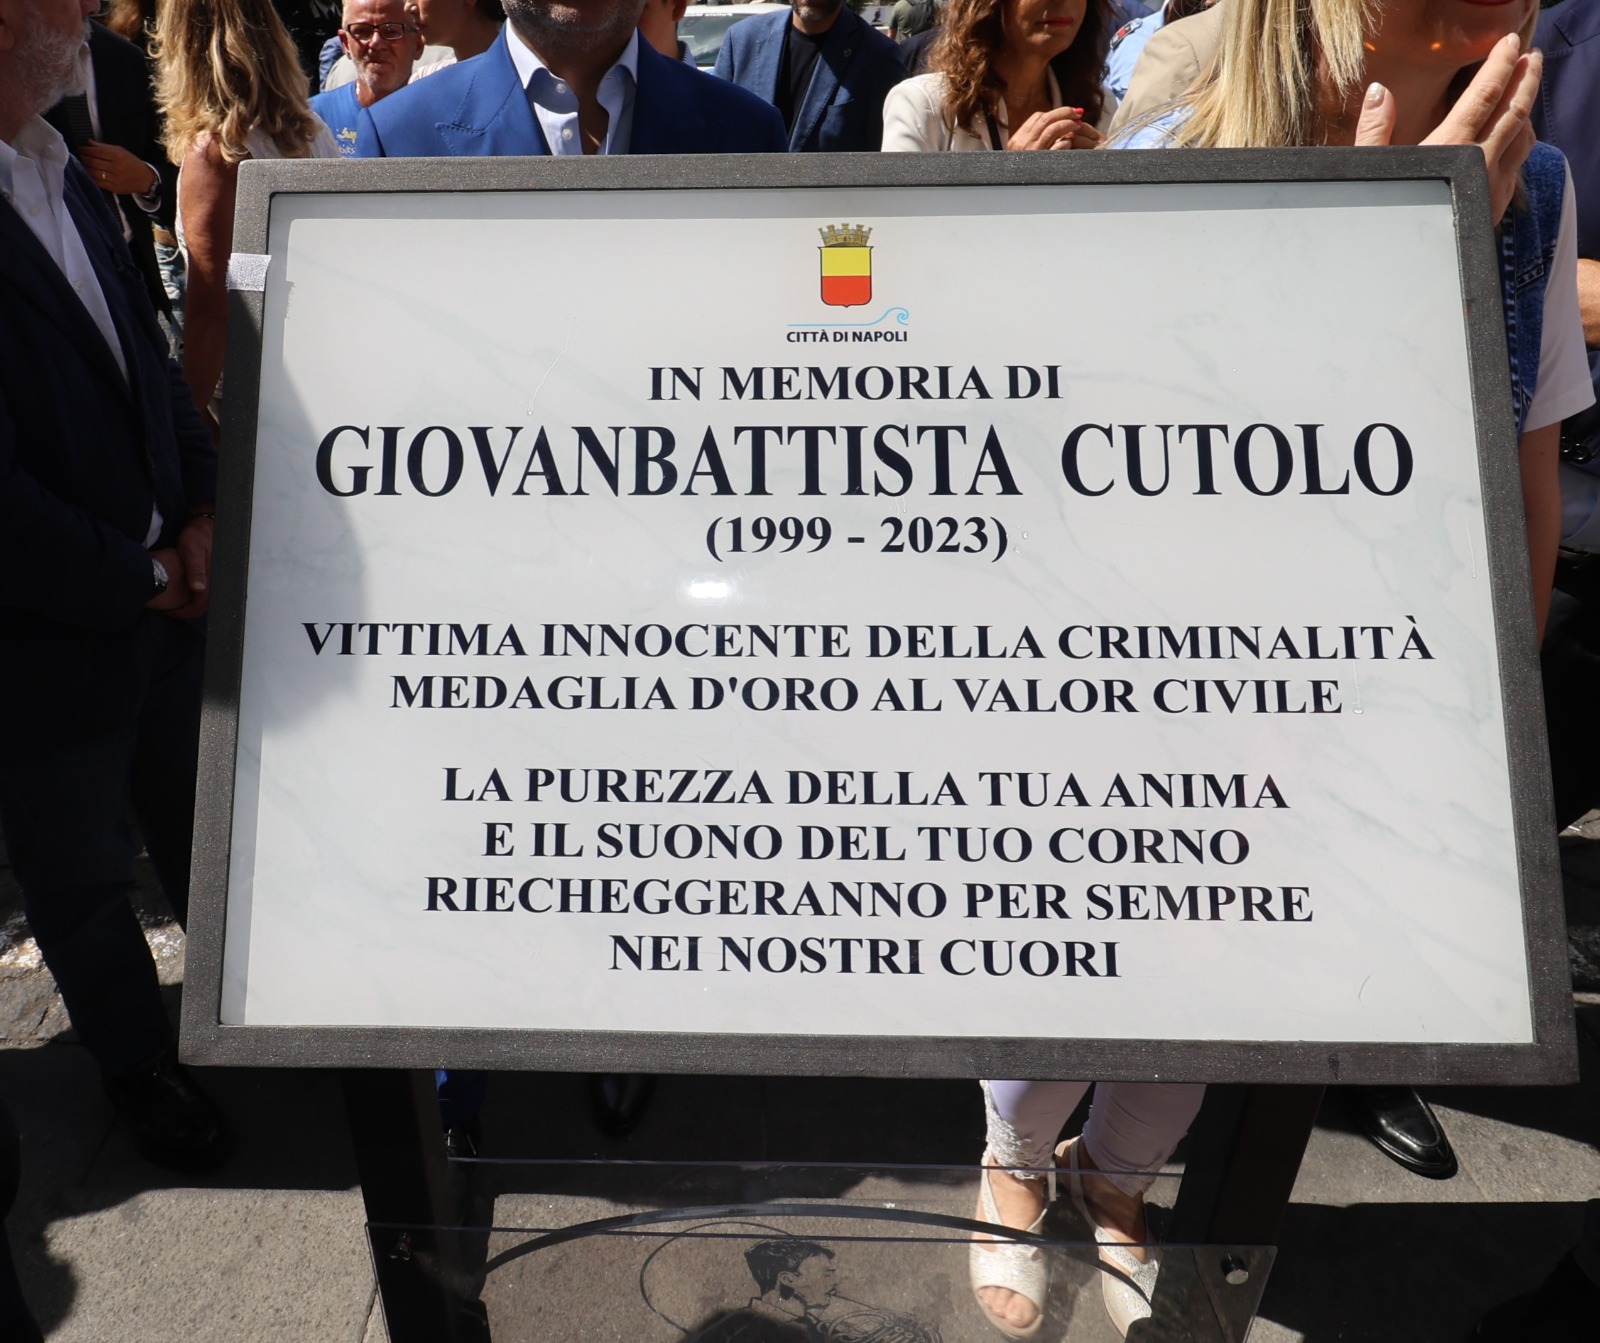 CITTÀ DI NAPOLI
IN MEMORIA DI
GIOVANBATTISTA CUTOLO
(1999 - 2023)
VITTIMA INNOCENTE DELLA CRIMINALITÀ
MEDAGLIA D'ORO AL VALOR CIVILE
LA PUREZZA DELLA TUA ANIMA
E IL SUONO DEL TUO CORNO
RIECHEGGERANNO PER SEMPRE
NEI NOSTRI CUORI